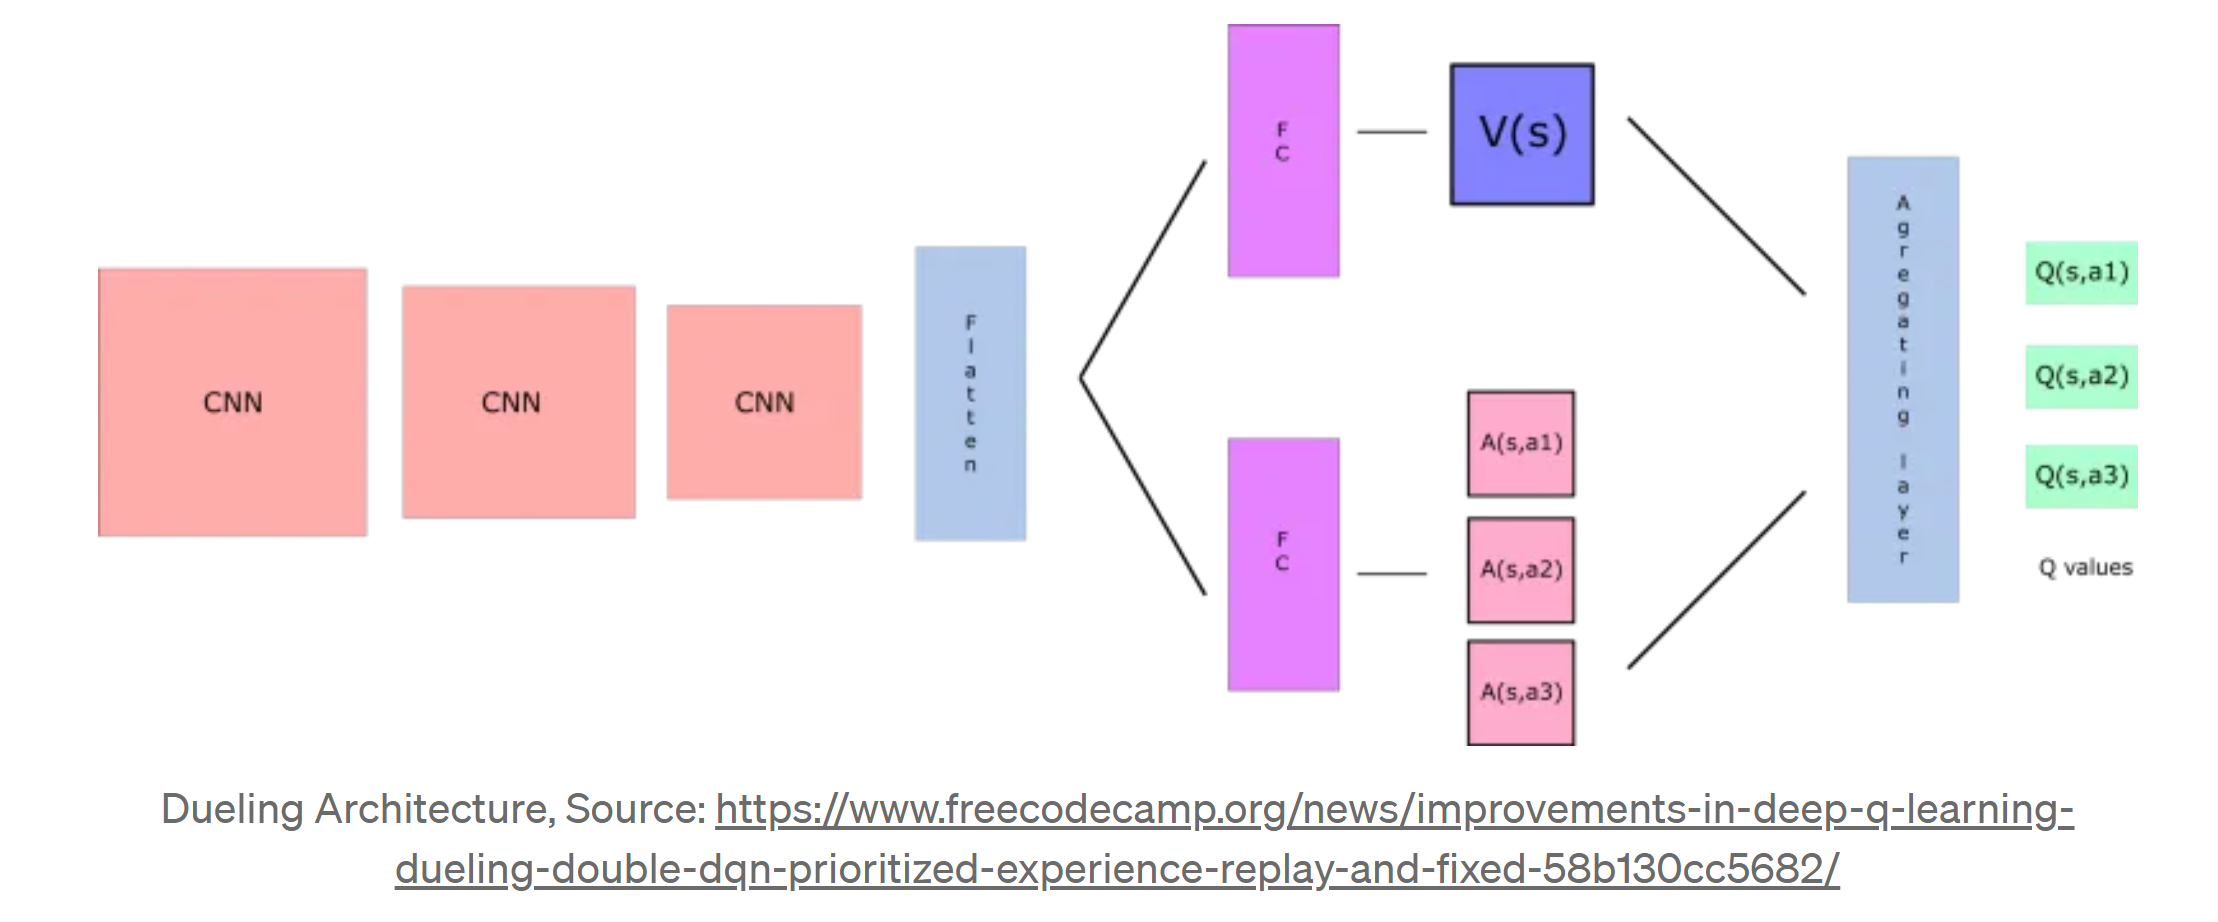 CNN
CNN
CNN
Flatten
FC
V(s)
FC
A(s,a1)
A(s,a2)
A(s,a3)
Agregating layer
Q(s,a1)
Q(s,a2)
Q(s,a3)
Q values
Dueling Architecture, Source: https://www.freecodecamp.org/news/improvements-in-deep-q-learning-
dueling-double-dqn-prioritized-experience-replay-and-fixed-58b130cc5682/